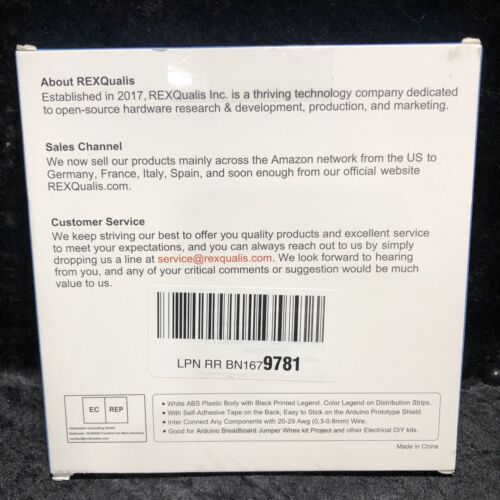 About REXQualis
Established in 2017, REXQualis Inc. is a thriving technology company dedicated
to open-source hardware research & development, production, and marketing.
Sales Channel
We now sell our products mainly across the Amazon network from the US to
Germany, France, Italy, Spain, and soon enough from our official website
REXQualis.com.
Customer Service
We keep striving our best to offer you quality products and excellent service
to meet your expectations, and you can always reach out to us by simply
dropping us a line at service@rexqualis.com. We look forward to hearing
from you, and any of your critical comments or suggestion would be much
value to us.
LPN RR BN1679781
EC REP
• White ABS Plastic Body with Black Printed Legend. Color Legend on Distribution Strips.
• With Self-Adhesive Tape on the Back, Easy to Stick on the Arduino Prototype Shield.
• Inter Connect Any Components with 20-29 Awg (0.3-0.8mm) Wire.
• Good for Arduino Breadboard Jumper Wires kit Project and other Electrical DIY kits.
Made in China